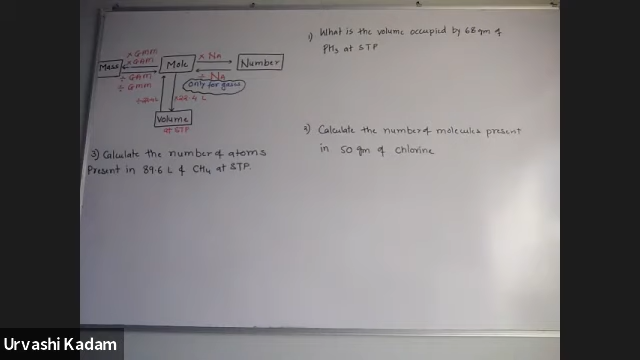 Mass
× GMM
× GAM
÷ GAM
÷ GMM
Mole
× NA
÷ NA
Number
Only for gases
÷22.4L
×22.4 L
Volume
at STP
1) What is the volume occupied by 68 gm of
PH3 at STP
2) Calculate the number of molecules present
in 50 gm of chlorine
3) Calculate the number of atoms
Present in 89.6 L of CH4 at STP.
Urvashi Kadam